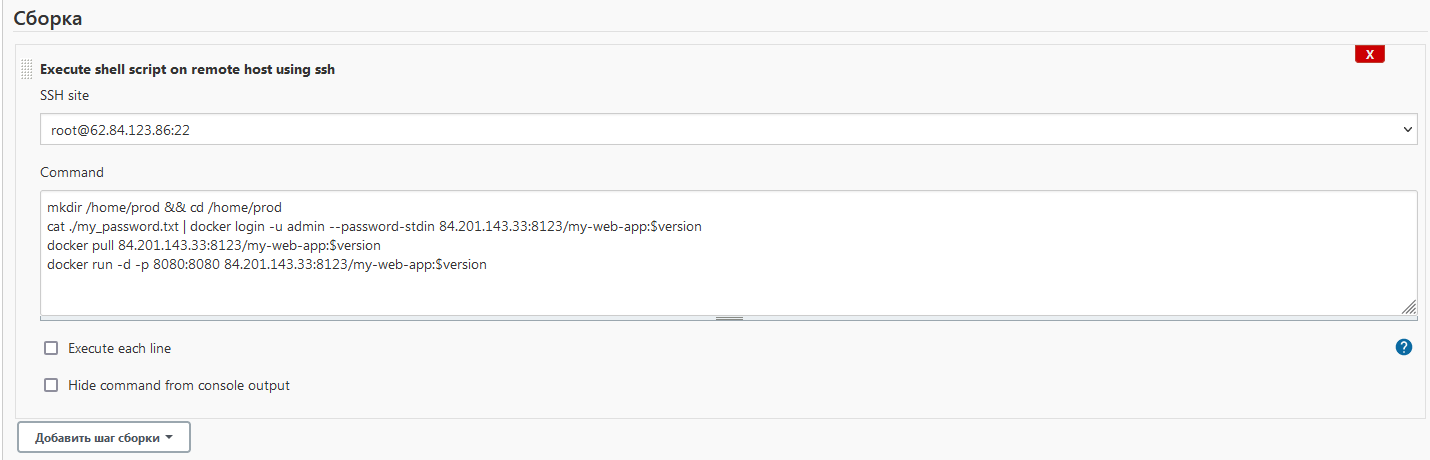 Сборка
X
Execute shell script on remote host using ssh
SSH site
root@62.84.123.86:22
Command
mkdir /home/prod && cd /home/prod
cat ./my_password.txt | docker login -u admin --password-stdin 84.201.143.33:8123/my-web-app:$version
docker pull 84.201.143.33:8123/my-web-app:$version
docker run -d -p 8080:8080 84.201.143.33:8123/my-web-app:$version
Execute each line
?
Hide command from console output
Добавить шаг сборки